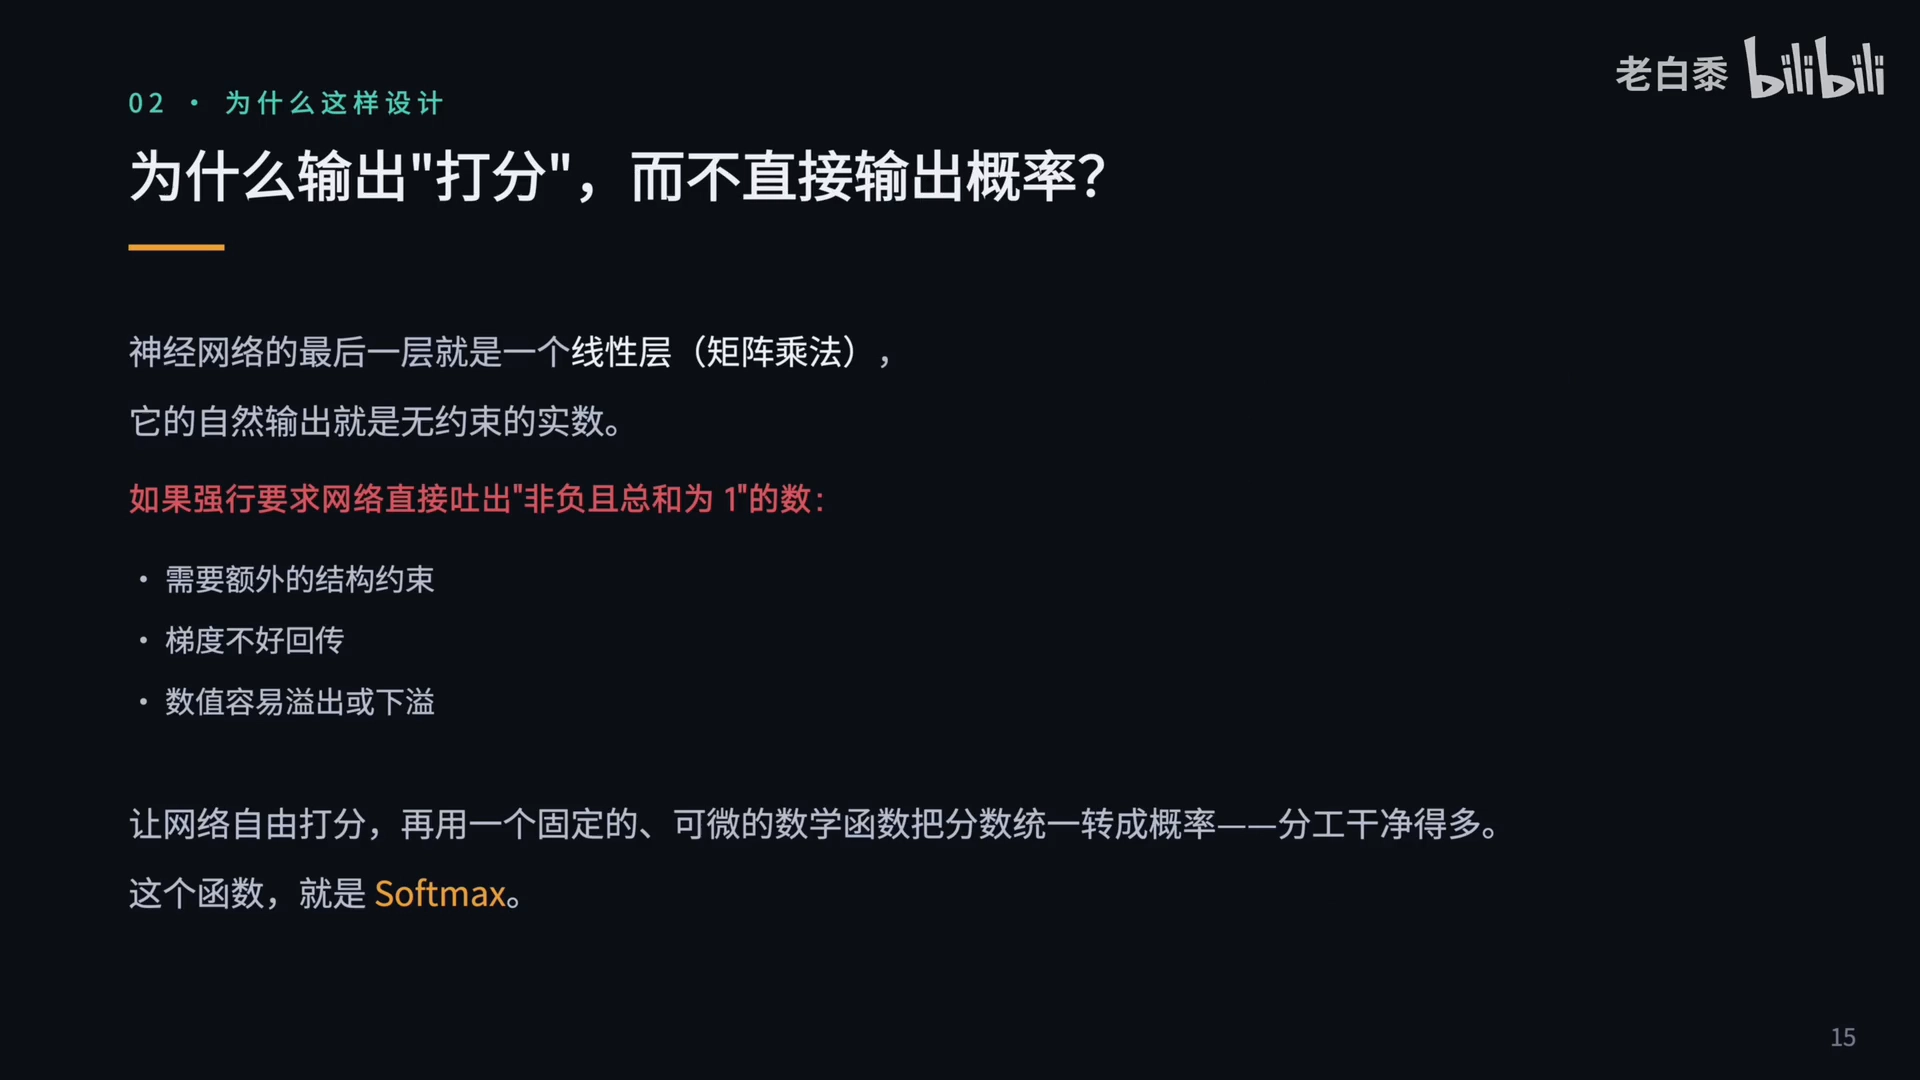 老白黍 bilibili
02 · 为什么这样设计
为什么输出"打分"，而不直接输出概率？
神经网络的最后一层就是一个线性层（矩阵乘法），
它的自然输出就是无约束的实数。
如果强行要求网络直接吐出"非负且总和为 1"的数：
· 需要额外的结构约束
· 梯度不好回传
· 数值容易溢出或下溢
让网络自由打分，再用一个固定的、可微的数学函数把分数统一转成概率——分工干净得多。
这个函数，就是 Softmax。
15